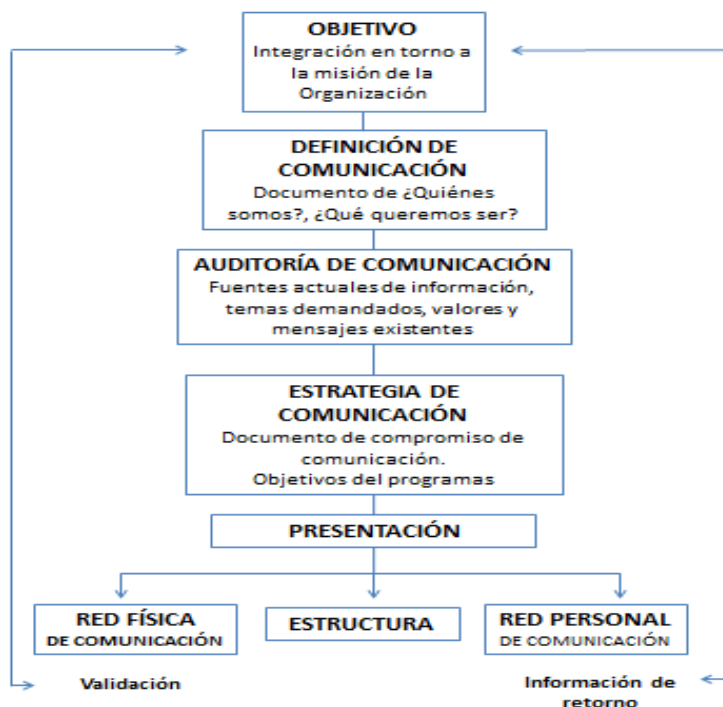 OBJETIVO
Integración en torno a
la misión de la
Organización
DEFINICIÓN DE
COMUNICACIÓN
Documento de ¿Quiénes
somos?, ¿Qué queremos ser?
AUDITORÍA DE COMUNICACIÓN
Fuentes actuales de información,
temas demandados, valores y
mensajes existentes
ESTRATEGIA DE
COMUNICACIÓN
Documento de compromiso de
comunicación.
Objetivos del programas
PRESENTACIÓN
RED FÍSICA
DE COMUNICACIÓN
ESTRUCTURA
RED PERSONAL
DE COMUNICACIÓN
Validación
Información de
retorno